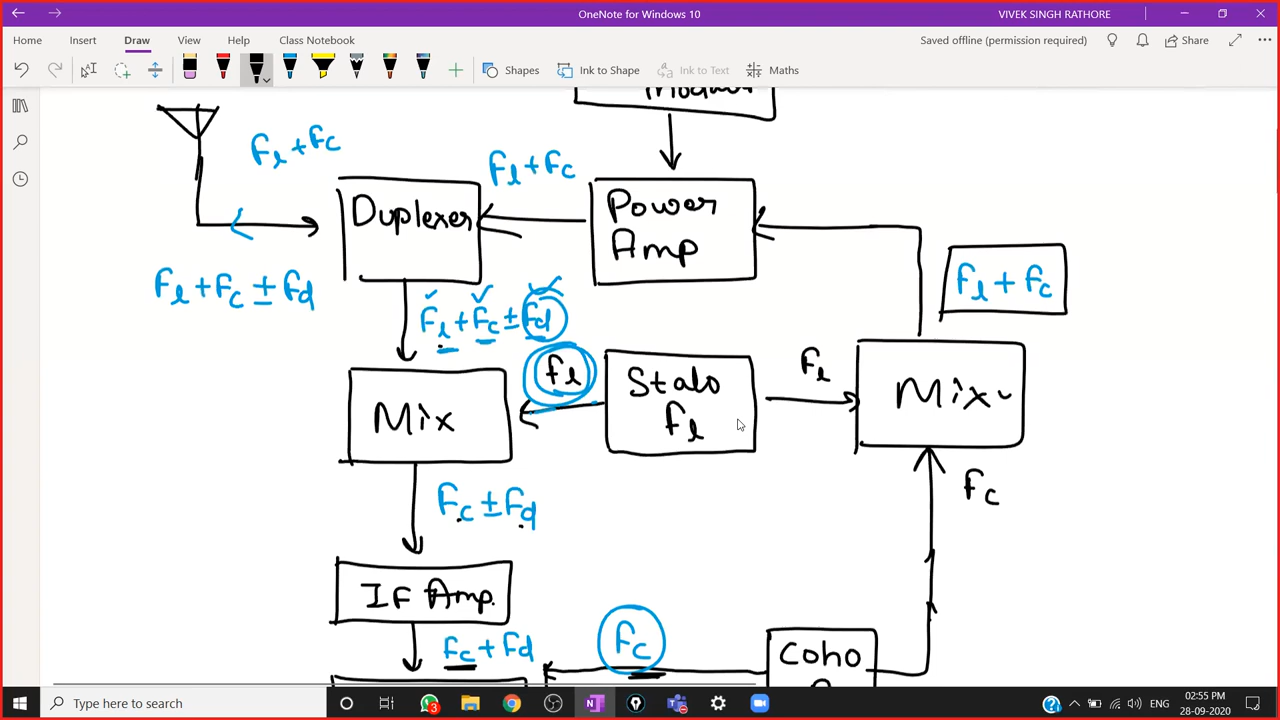 OneNote for Windows 10
VIVEK SINGH RATHORE
Home Insert Draw View Help Class Notebook
Saved offline (permission required)
Share
Shapes
Ink to Shape
Ink to Text
Maths
Fl + Fc
Fl + Fc
Duplexer
Power
Amp
Fl + Fc
Fl + Fc ± Fd
Fl + Fc ± Fd
fl
Stalo
fl
Fl
Mix
Mix
Fc
Fc ± Fd
IF Amp.
Fc + Fd
Fc
Coho
Type here to search
3
ENG
02:55 PM
28-09-2020